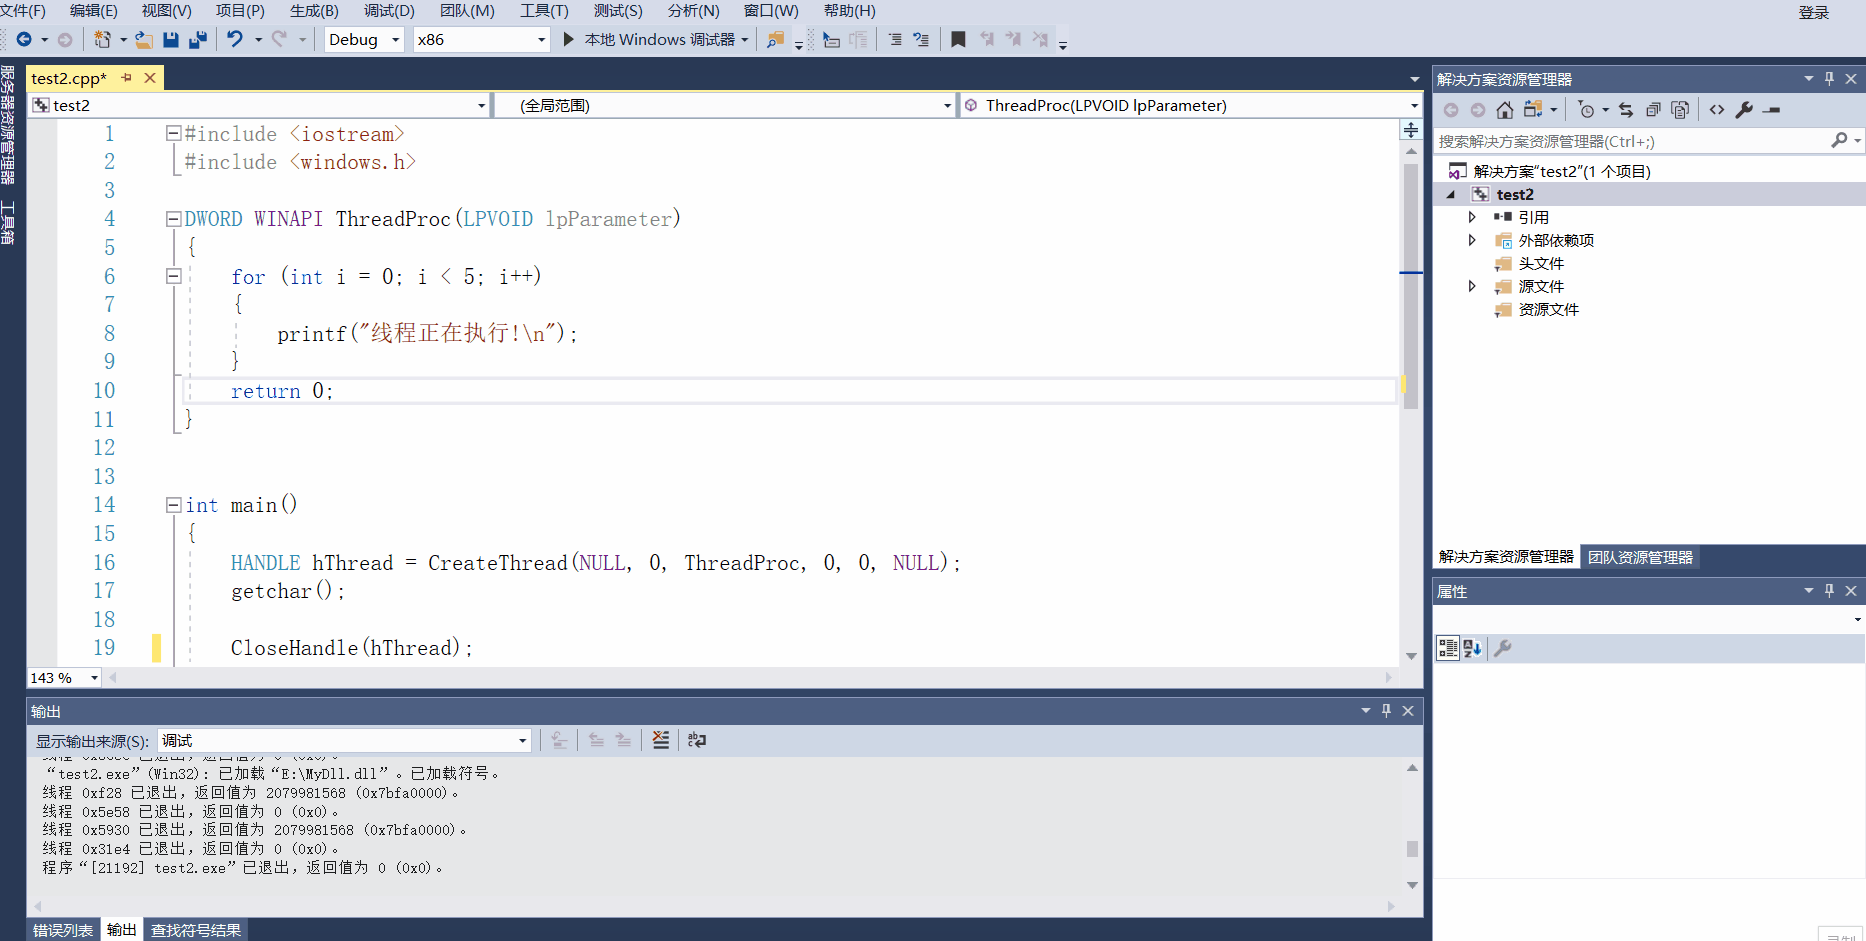 文件(F) 编辑(E) 视图(V) 项目(P) 生成(B) 调试(D) 团队(M) 工具(T) 测试(S) 分析(N) 窗口(W) 帮助(H) 登录
Debug x86 本地 Windows 调试器
服务器资源管理器
工具箱
test2.cpp*
test2 (全局范围) ThreadProc(LPVOID lpParameter)
1 #include <iostream>
2 #include <windows.h>
3
4 DWORD WINAPI ThreadProc(LPVOID lpParameter)
5 {
6 for (int i = 0; i < 5; i++)
7 {
8 printf("线程正在执行!\n");
9 }
10 return 0;
11 }
12
13
14 int main()
15 {
16 HANDLE hThread = CreateThread(NULL, 0, ThreadProc, 0, 0, NULL);
17 getchar();
18
19 CloseHandle(hThread);
143 %
输出
显示输出来源(S): 调试
“test2.exe”(Win32): 已加载“E:\MyDll.dll”。已加载符号。
线程 0xf28 已退出，返回值为 2079981568 (0x7bfa0000)。
线程 0x5e58 已退出，返回值为 0 (0x0)。
线程 0x5930 已退出，返回值为 2079981568 (0x7bfa0000)。
线程 0x31e4 已退出，返回值为 0 (0x0)。
程序“[21192] test2.exe”已退出，返回值为 0 (0x0)。
错误列表 输出 查找符号结果
解决方案资源管理器
搜索解决方案资源管理器(Ctrl+;)
解决方案“test2”(1 个项目)
test2
引用
外部依赖项
头文件
源文件
资源文件
解决方案资源管理器 团队资源管理器
属性